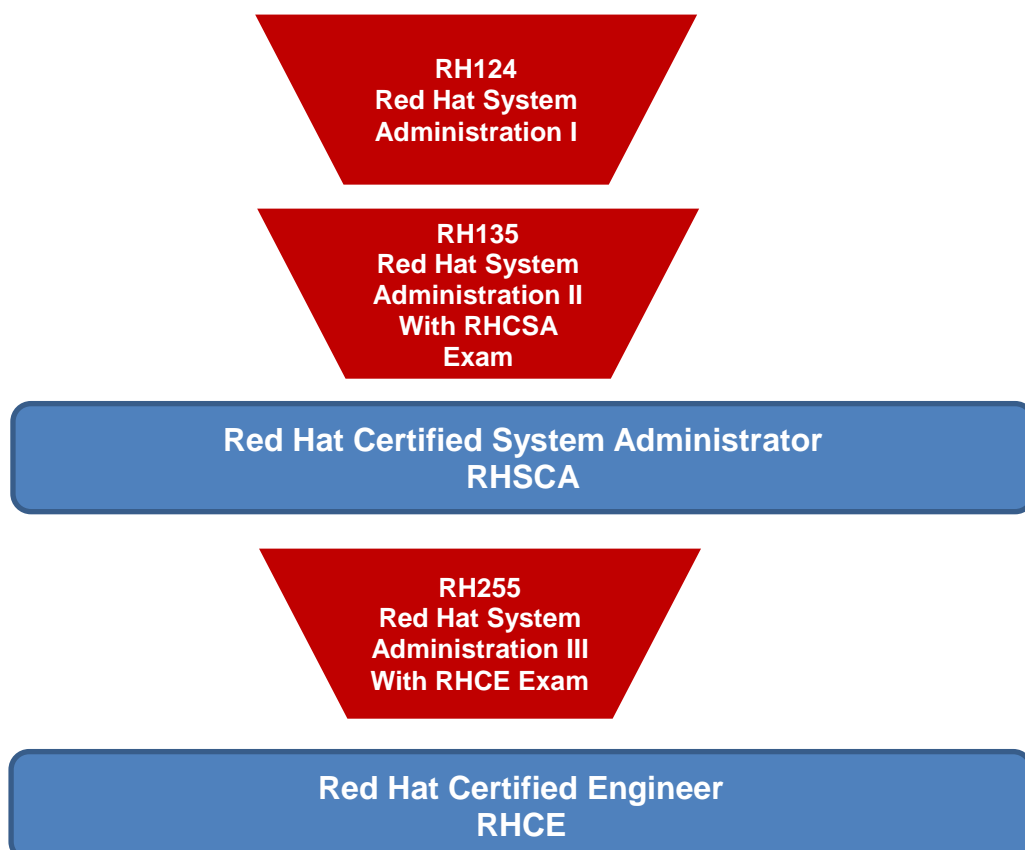 RH124
Red Hat System
Administration I
RH135
Red Hat System
Administration II
With RHCSA
Exam
Red Hat Certified System Administrator
RHSCA
RH255
Red Hat System
Administration III
With RHCE Exam
Red Hat Certified Engineer
RHCE